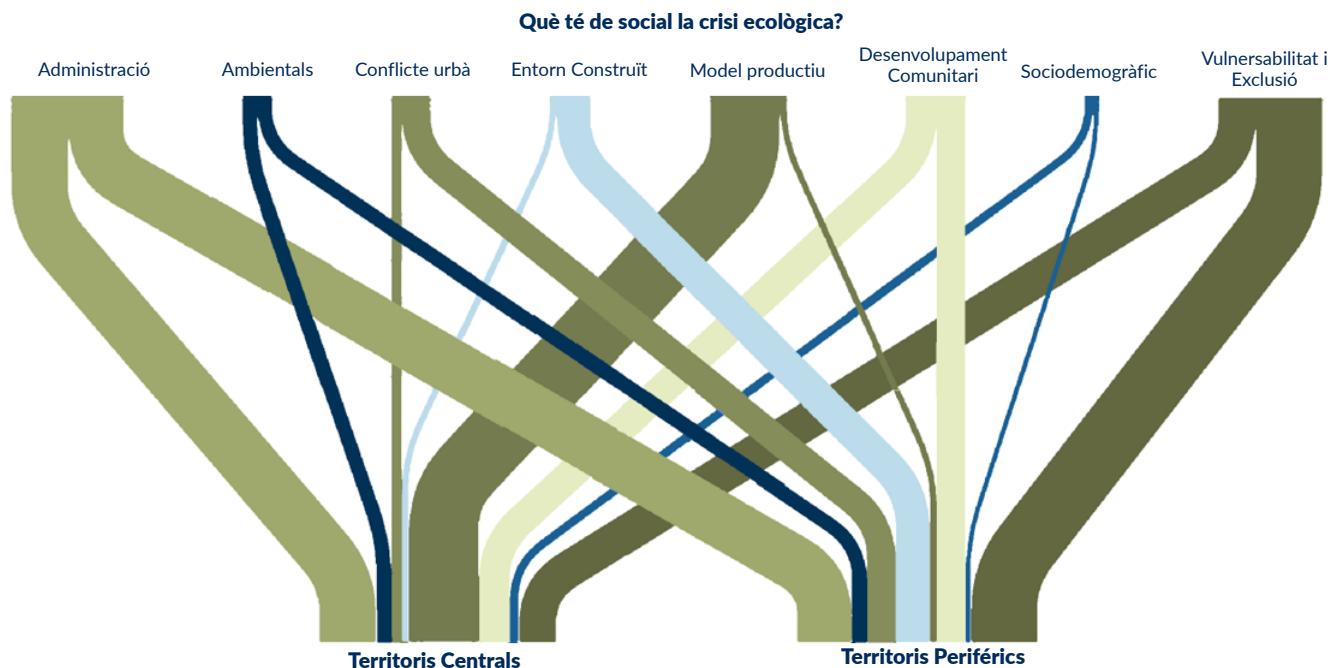 Què té de social la crisi ecològica?
Administració
Ambientals
Conflicte urbà
Entorn Construït
Model productiu
Desenvolupament
Comunitari
Sociodemogràfic
Vulnersabilitat i
Exclusió
Territoris Centrals
Territoris Periférics